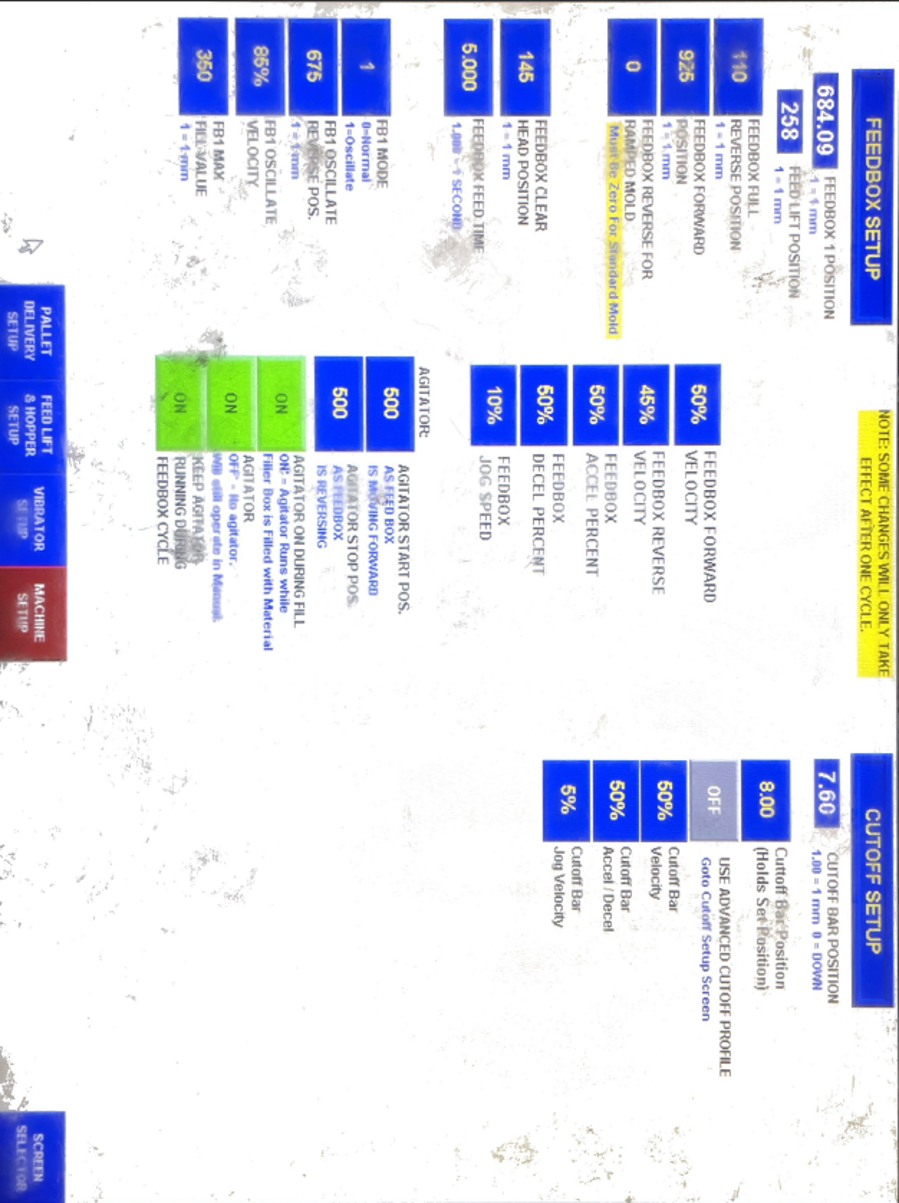 FEEDBOX SETUP
684.09 FEEDBOX 1 POSITION
1 = 1 mm
258 FEED LIFT POSITION
1 = 1 mm
110 FEEDBOX FULL
REVERSE POSITION
1 = 1 mm
925 FEEDBOX FORWARD
POSITION
1 = 1 mm
0 FEEDBOX REVERSE FOR
RAMPED MOLD
Must Be Zero For Standard Mold
145 FEEDBOX CLEAR
HEAD POSITION
1 = 1 mm
5.000 FEEDBOX FEED TIME
1.000 = 1 SECOND
1 FB1 MODE
0=Normal
1=Oscillate
675 FB1 OSCILLATE
REVERSE POS.
1 = 1 mm
85% FB1 OSCILLATE
VELOCITY
350 FB1 MAX
FILL VALUE
1 = 1 mm
NOTE: SOME CHANGES WILL ONLY TAKE
EFFECT AFTER ONE CYCLE.
50% FEEDBOX FORWARD
VELOCITY
45% FEEDBOX REVERSE
VELOCITY
50% FEEDBOX
ACCEL PERCENT
50% FEEDBOX
DECEL PERCENT
10% FEEDBOX
JOG SPEED
AGITATOR:
500 AGITATOR START POS.
AS FEED BOX
IS MOVING FORWARD
500 AGITATOR STOP POS.
AS FEEDBOX
IS REVERSING
ON AGITATOR ON DURING FILL
ON = Agitator Runs while
Filler Box is Filled with Material
ON AGITATOR
OFF = No agitator.
Will still operate in Manual.
ON KEEP AGITATOR
RUNNING DURING
FEEDBOX CYCLE
CUTOFF SETUP
7.60 CUTOFF BAR POSITION
1.00 = 1 mm 0 = DOWN
8.00 Cuttoff Bar Position
(Holds Set Position)
OFF USE ADVANCED CUTOFF PROFILE
Goto Cutoff Setup Screen
50% Cutoff Bar
Velocity
50% Cutoff Bar
Accel / Decel
5% Cutoff Bar
Jog Velocity
PALLET
DELIVERY
SETUP
FEED LIFT
& HOPPER
SETUP
VIBRATOR
SETUP
MACHINE
SETUP
SCREEN
SELECTOR